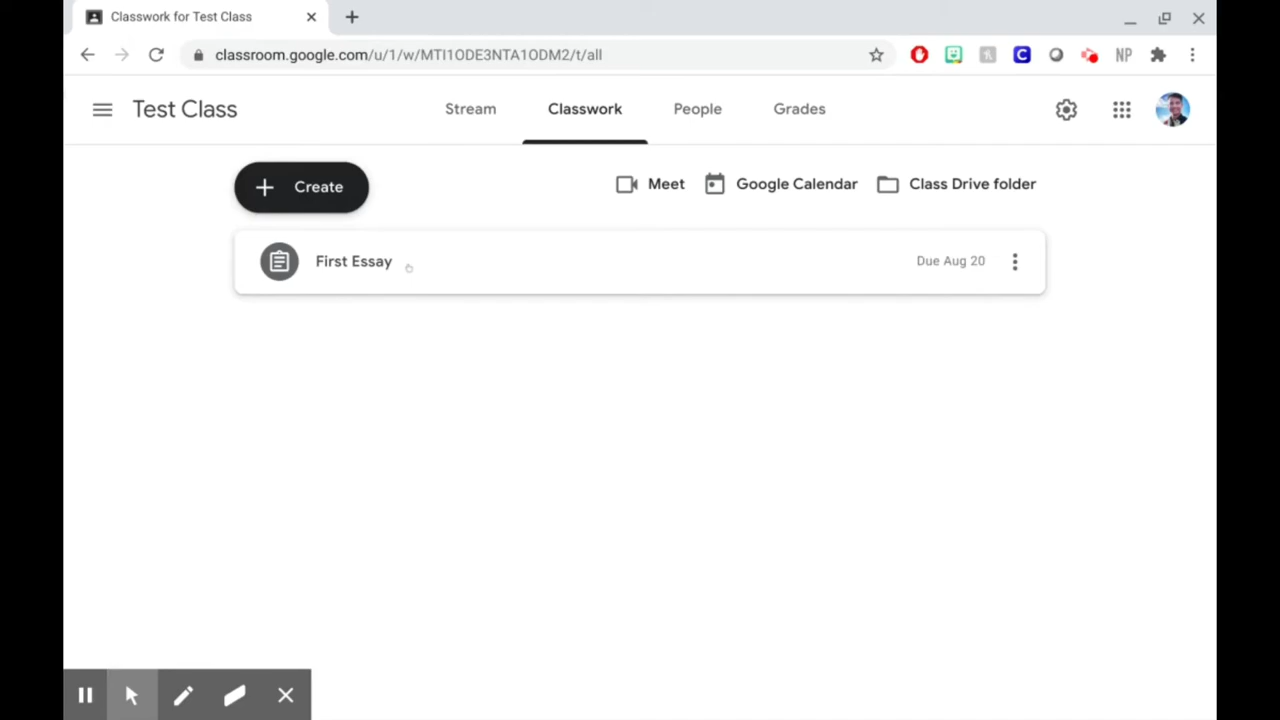 Classwork for Test Class
classroom.google.com/u/1/w/MTI1ODE3NTA1ODM2/t/all
NP
Test Class
Stream
Classwork
People
Grades
Create
Meet
Google Calendar
Class Drive folder
First Essay
Due Aug 20